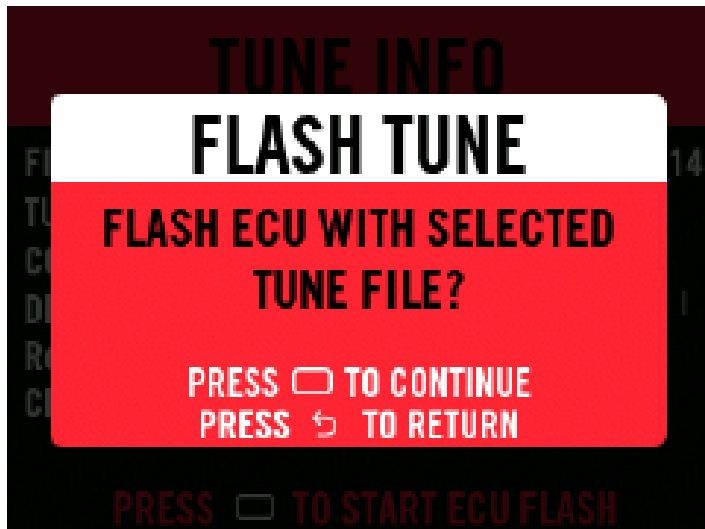 TUNE INFO
FLASH TUNE
14
FLASH ECU WITH SELECTED
TUNE FILE?
PRESS TO CONTINUE
PRESS TO RETURN
PRESS TO START ECU FLASH